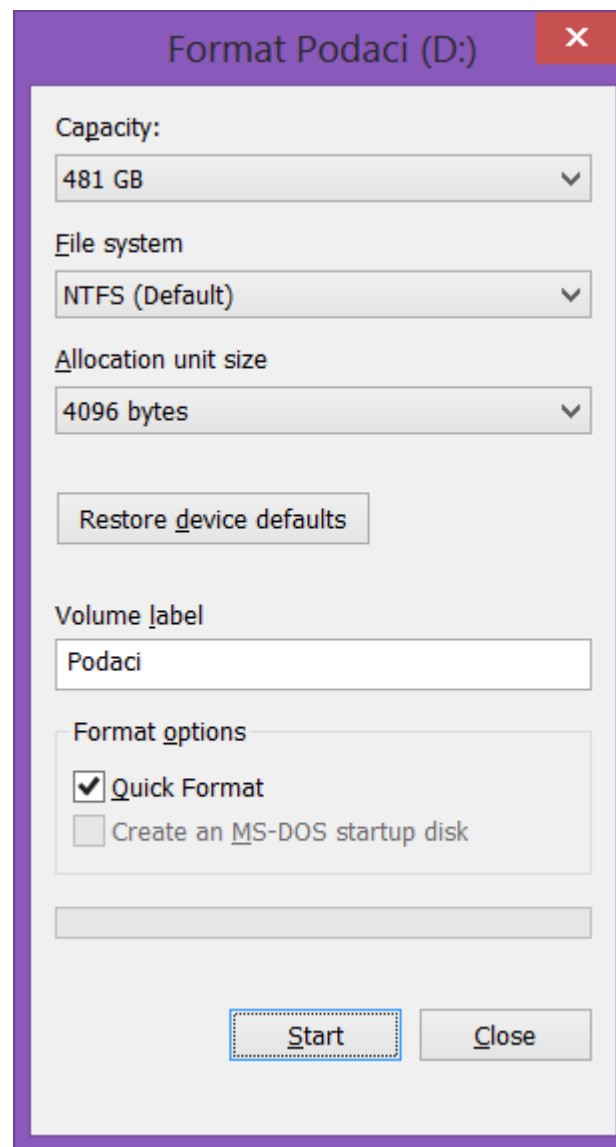 Format Podaci (D:)
Capacity:
481 GB
File system
NTFS (Default)
Allocation unit size
4096 bytes
Restore device defaults
Volume label
Podaci
Format options
Quick Format
Create an MS-DOS startup disk
Start Close